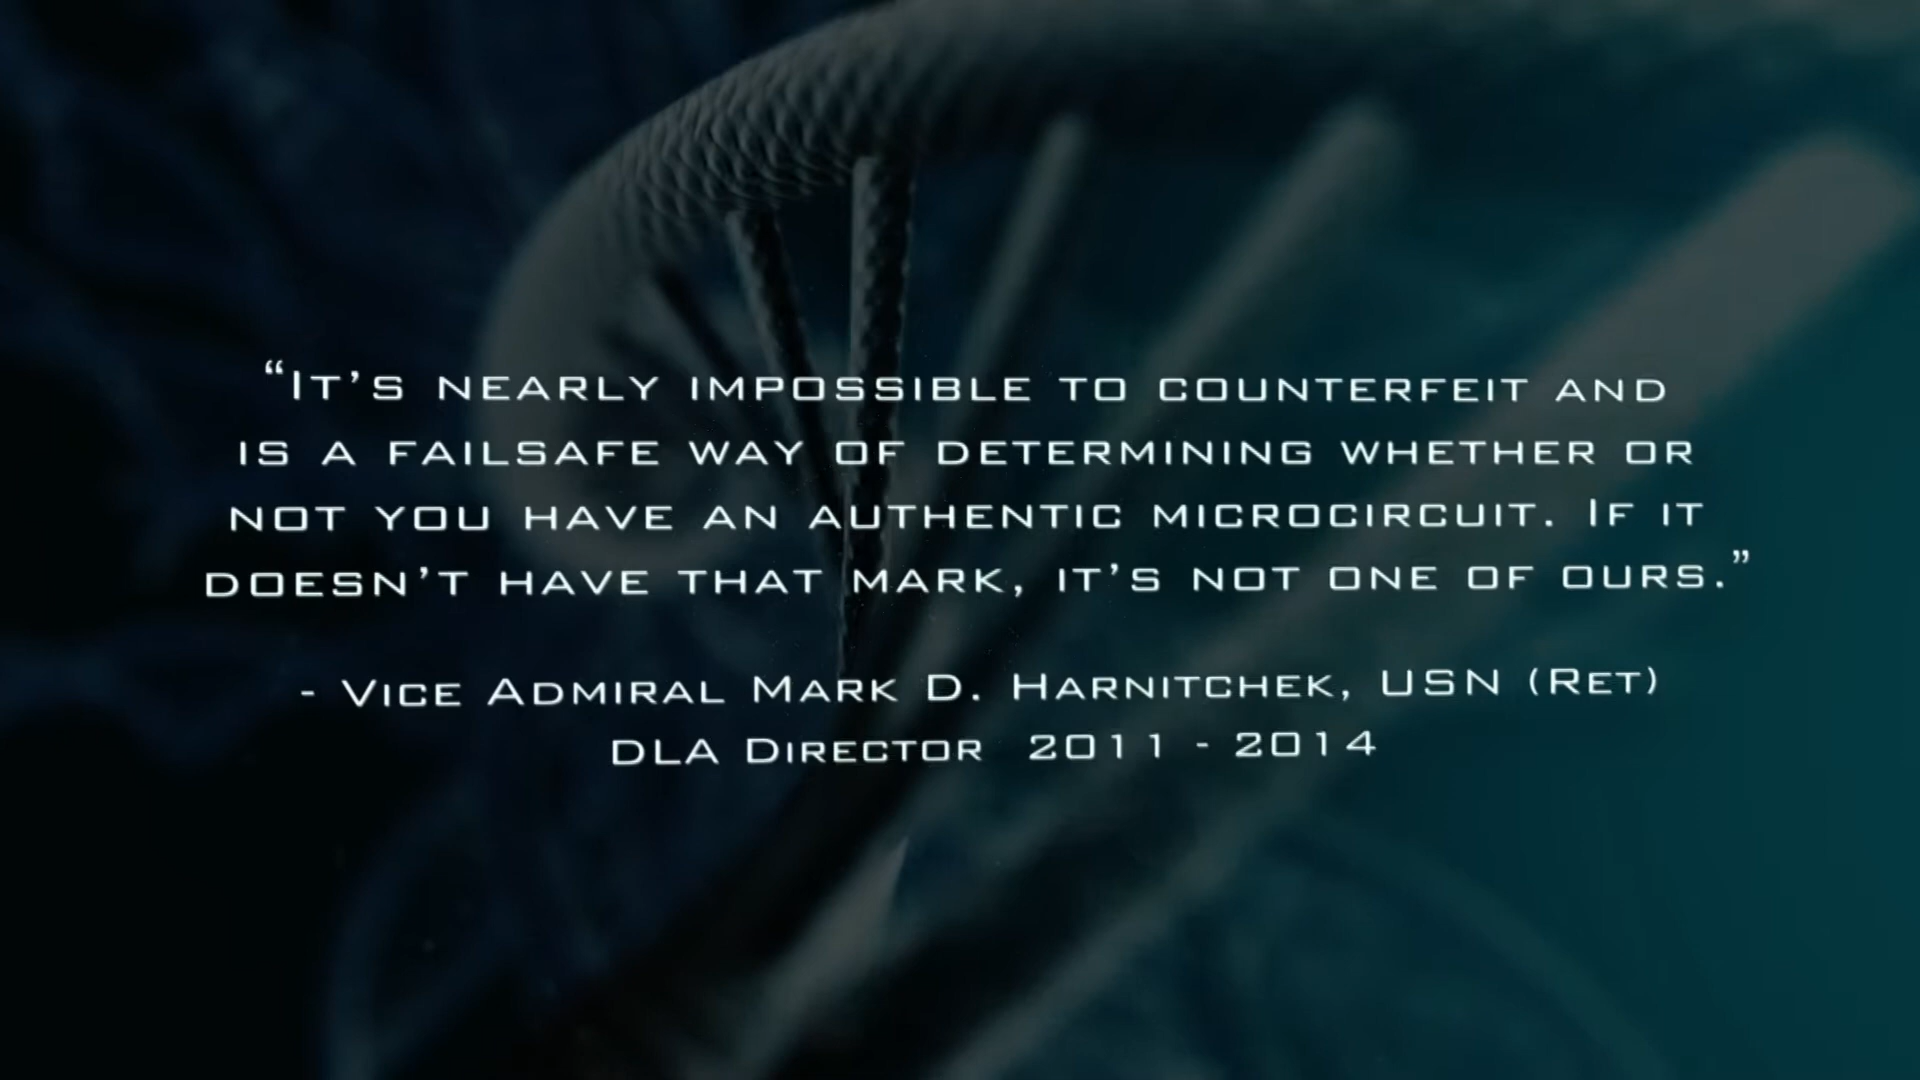 “It’s nearly impossible to counterfeit and
is a failsafe way of determining whether or
not you have an authentic microcircuit. If it
doesn’t have that mark, it’s not one of ours.”
- Vice Admiral Mark D. Harnitchek, USN (Ret)
DLA Director 2011 - 2014